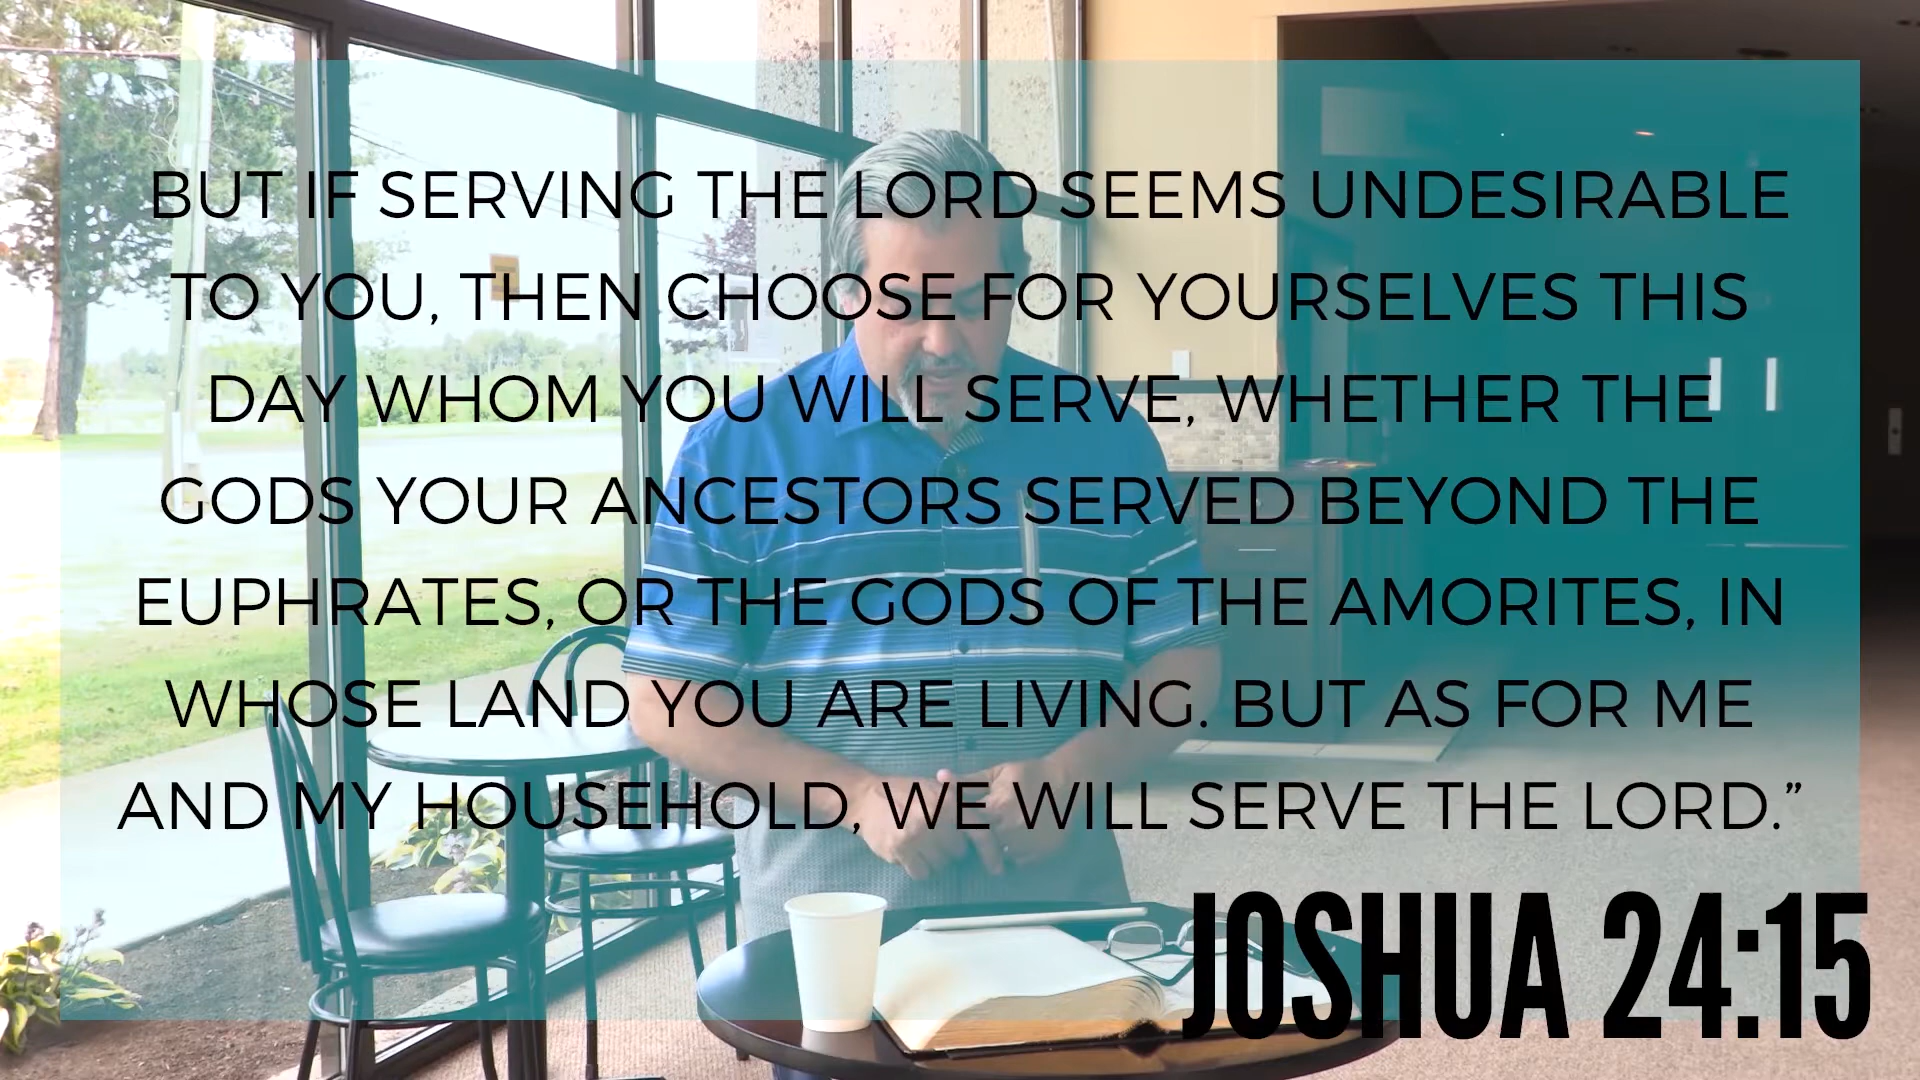 BUT IF SERVING THE LORD SEEMS UNDESIRABLE
TO YOU, THEN CHOOSE FOR YOURSELVES THIS
DAY WHOM YOU WILL SERVE, WHETHER THE
GODS YOUR ANCESTORS SERVED BEYOND THE
EUPHRATES, OR THE GODS OF THE AMORITES, IN
WHOSE LAND YOU ARE LIVING. BUT AS FOR ME
AND MY HOUSEHOLD, WE WILL SERVE THE LORD.”
JOSHUA 24:15